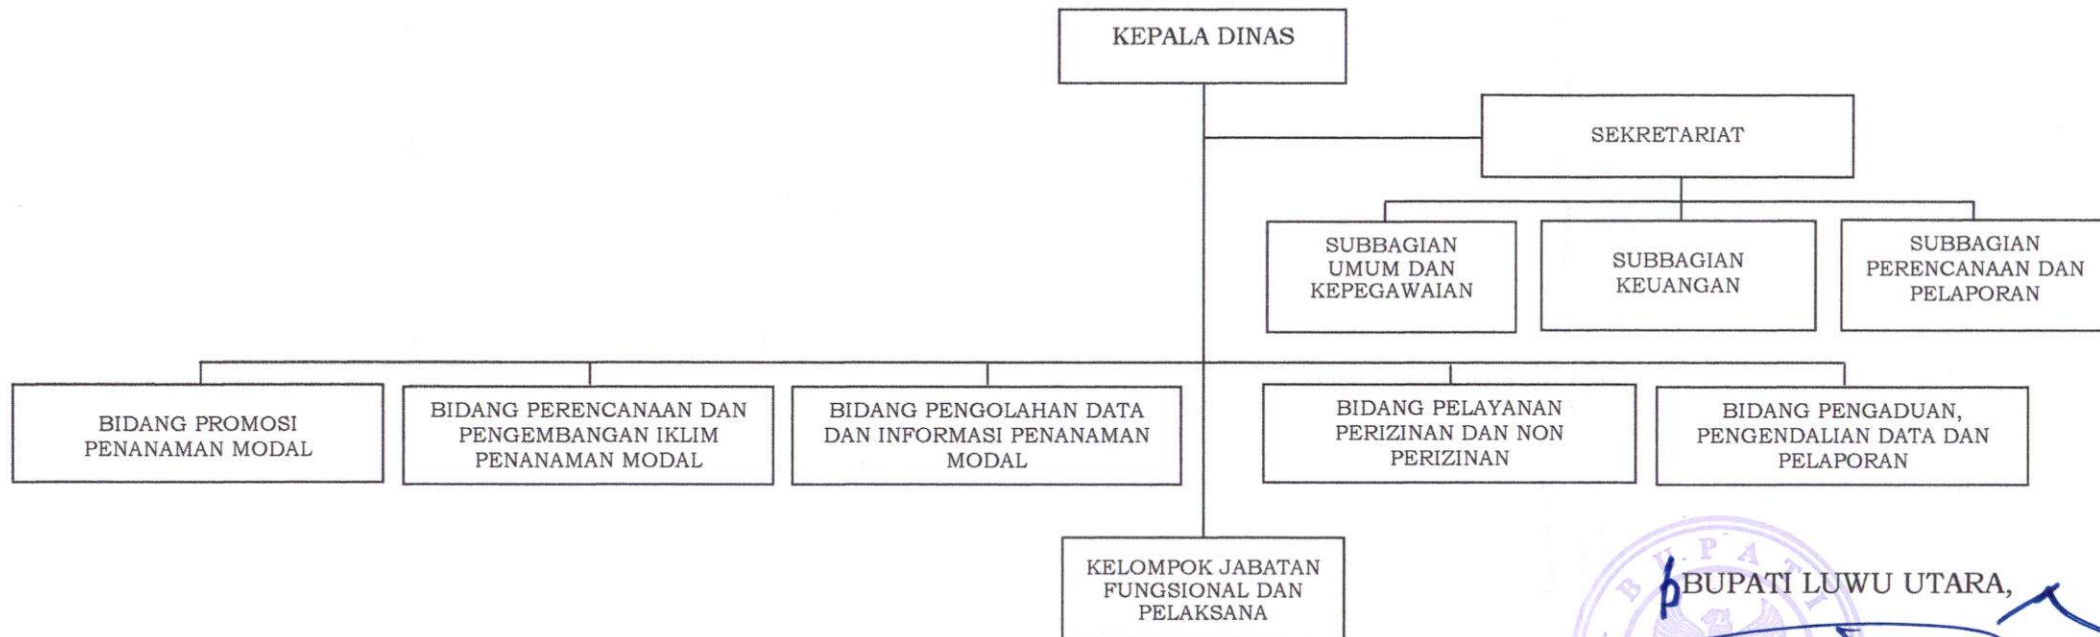 KEPALA DINAS
SEKRETARIAT
SUBBAGIAN
UMUM DAN
KEPEGAWAIAN
SUBBAGIAN
KEUANGAN
SUBBAGIAN
PERENCANAAN DAN
PELAPORAN
BIDANG PROMOSI
PENANAMAN MODAL
BIDANG PERENCANAAN DAN
PENGEMBANGAN IKLIM
PENANAMAN MODAL
BIDANG PENGOLAHAN DATA
DAN INFORMASI PENANAMAN
MODAL
BIDANG PELAYANAN
PERIZINAN DAN NON
PERIZINAN
BIDANG PENGADUAN,
PENGENDALIAN DATA DAN
PELAPORAN
KELOMPOK JABATAN
FUNGSIONAL DAN
PELAKSANA
BUPATI
BUPATI LUWU UTARA,